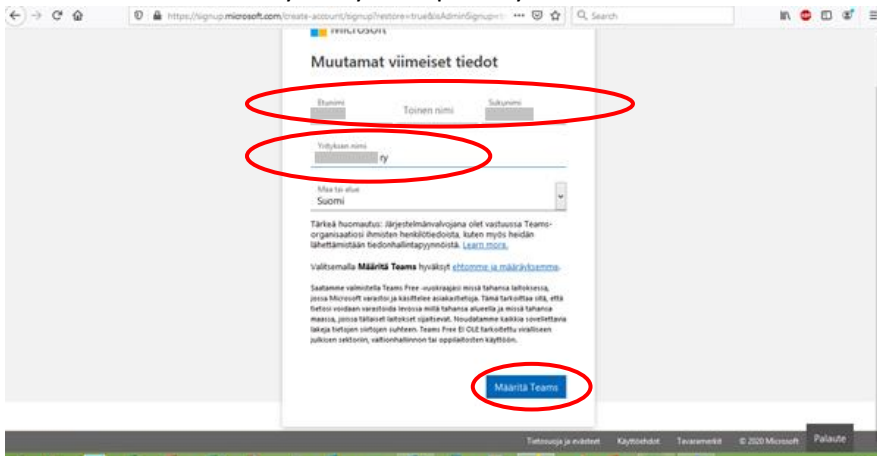 https://signup.microsoft.com/create-account/signup?restore=true&isAdminSignup=
Search
Microsoft
Muutamat viimeiset tiedot
Etunimi
Toinen nimi
Sukunimi
Yrityksen nimi
ry
Maa tai alue
Suomi
Tärkeä huomautus: Järjestelmänvalvojana olet vastuussa Teams-
organisaatiosi ihmisten henkilötiedoista, kuten myös heidän
lähettämistään tiedonhallintapyynnöistä. Learn more.
Valitsemalla Määritä Teams hyväksyt ehtomme ja määräyksemme.
Saatamme valmistella Teams Free -vuokraajasi missä tahansa laitoksessa,
jossa Microsoft varastoi ja käsittelee asiakastietoja. Tämä tarkoittaa sitä, että
tietosi voidaan varastoida levossa millä tahansa alueella ja missä tahansa
maassa, jossa tällaiset laitokset sijaitsevat. Noudatamme kaikkia sovellettavia
lakeja tietojen siirtojen suhteen. Teams Free EI OLE tarkoitettu viralliseen
julkisen sektorin, valtionhallinnon tai oppilaitosten käyttöön.
Määritä Teams
Tietosuoja ja evästeet
Käyttöehdot
Tavaramerkit
© 2020 Microsoft
Palaute